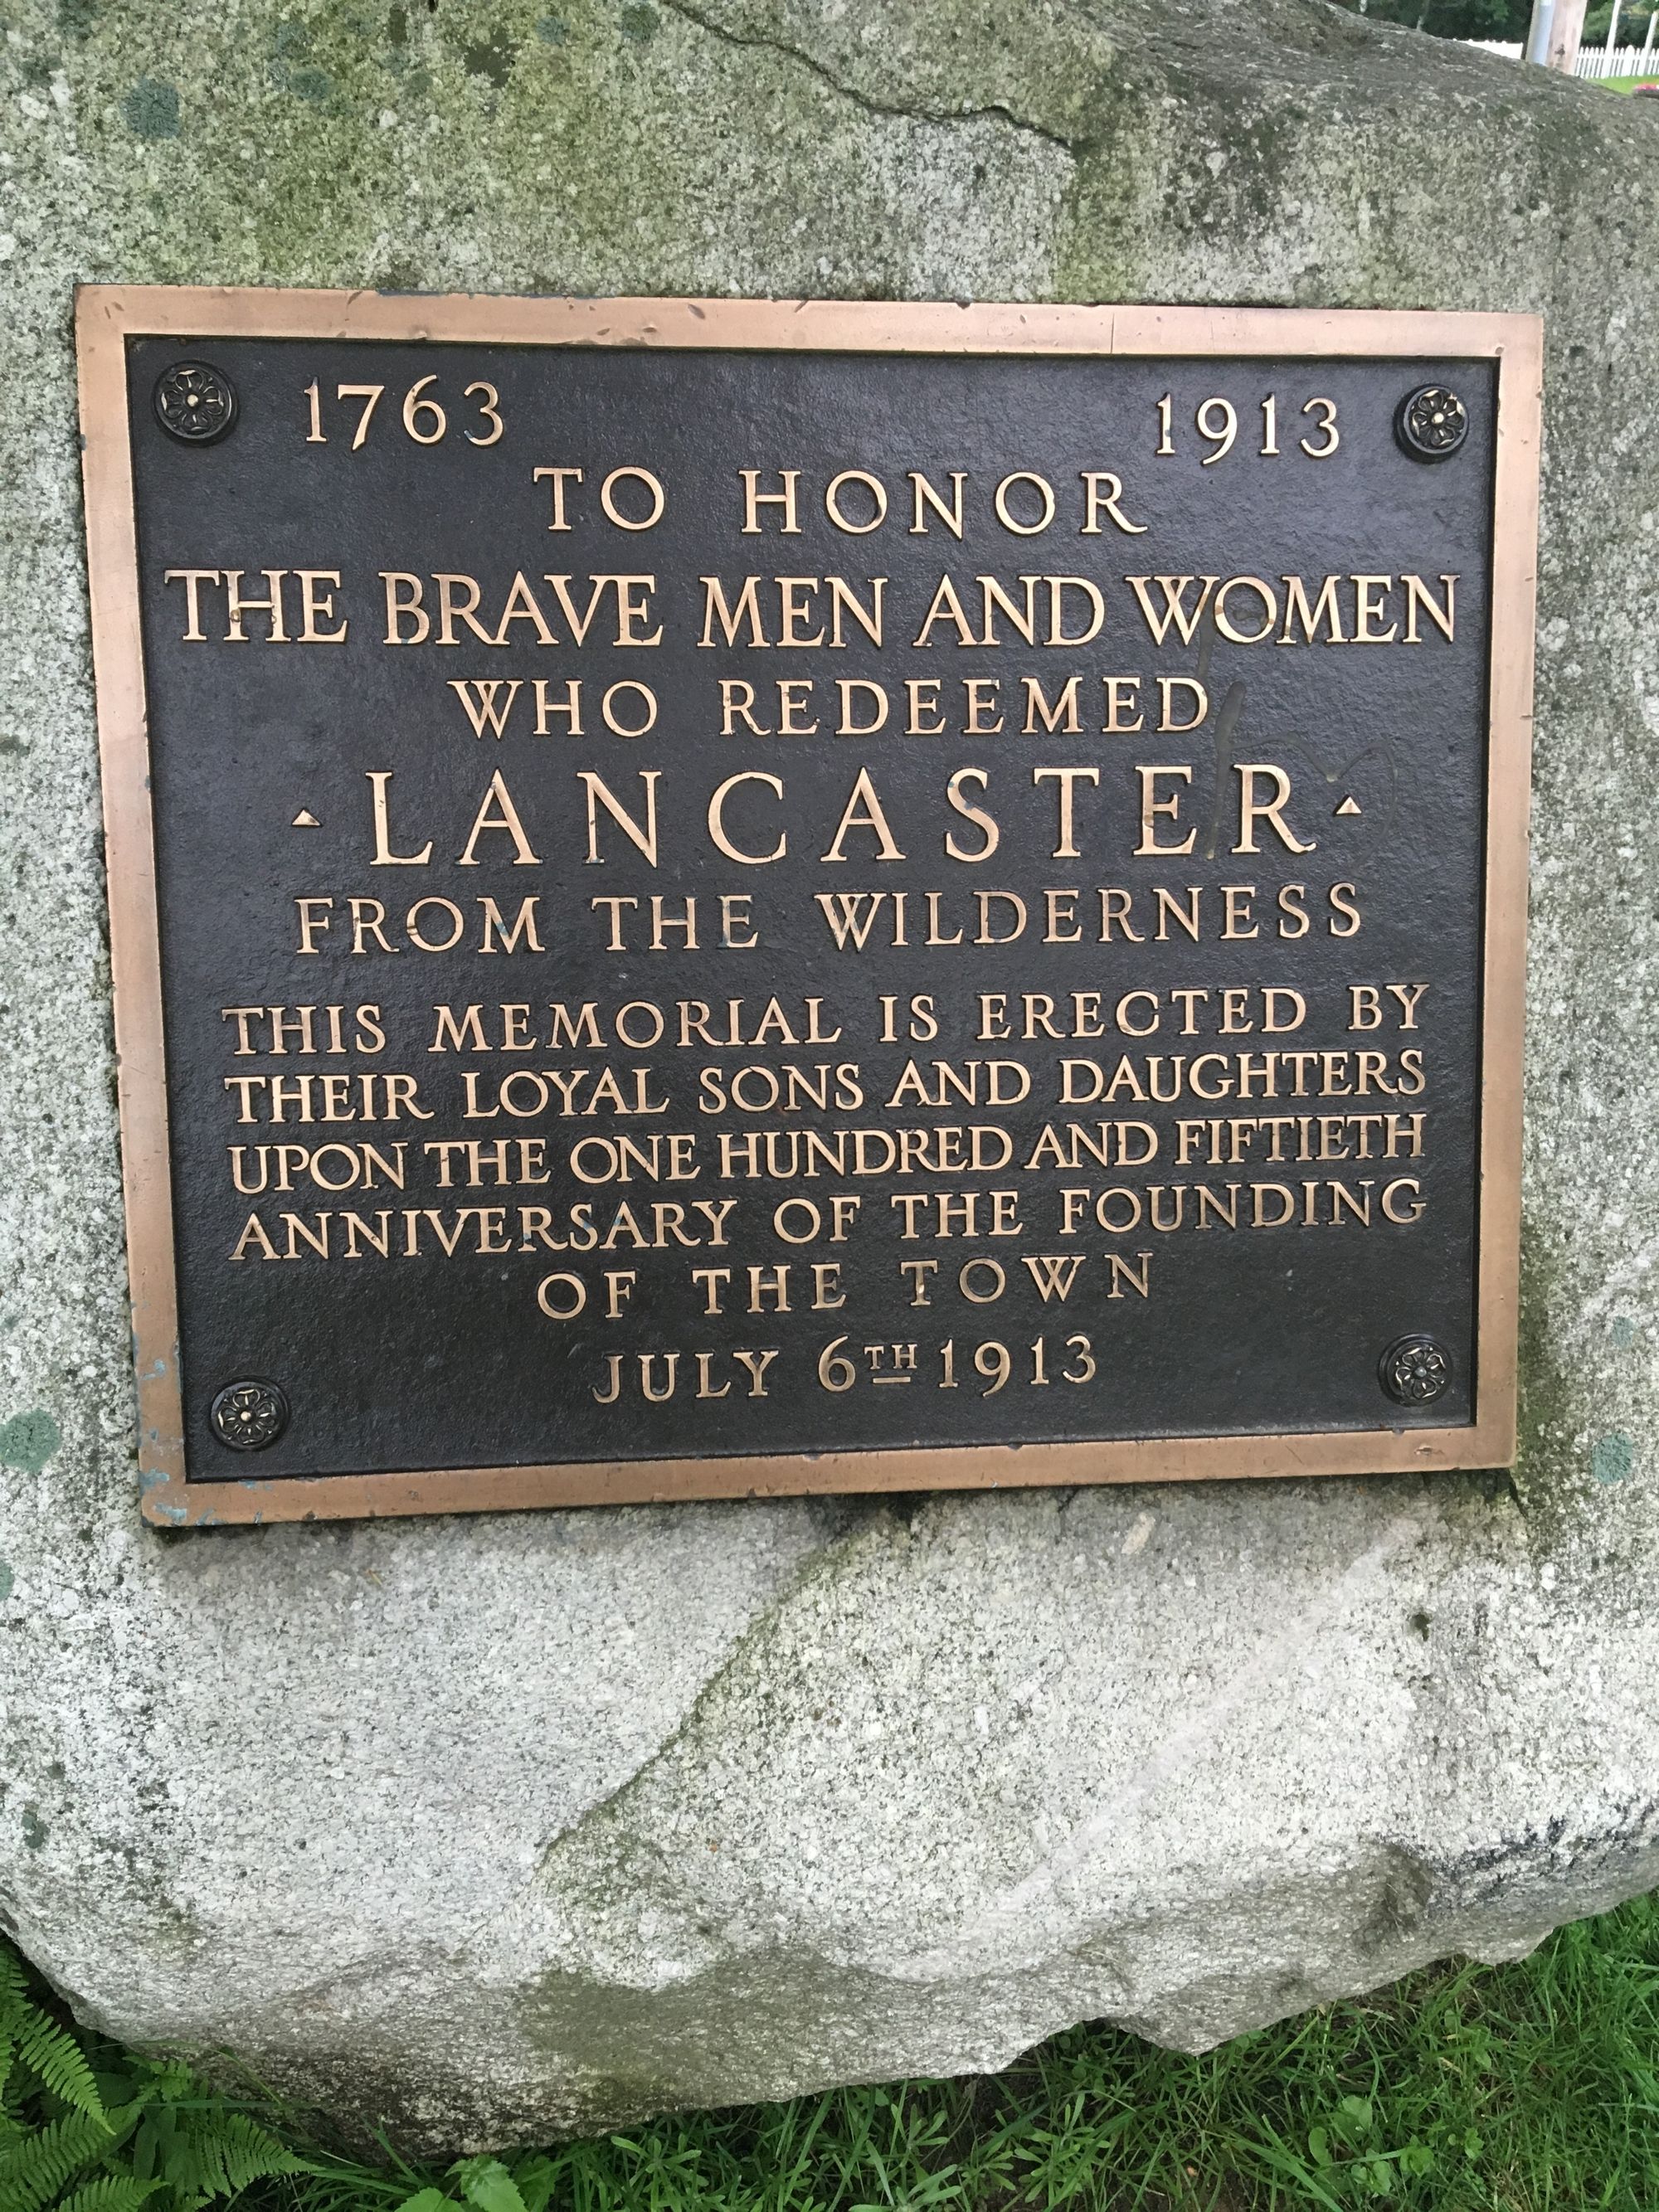 1763 1913
TO HONOR
THE BRAVE MEN AND WOMEN
WHO REDEEMED
LANCASTER
FROM THE WILDERNESS
THIS MEMORIAL IS ERECTED BY
THEIR LOYAL SONS AND DAUGHTERS
UPON THE ONE HUNDRED AND FIFTIETH
ANNIVERSARY OF THE FOUNDING
OF THE TOWN
JULY 6TH 1913